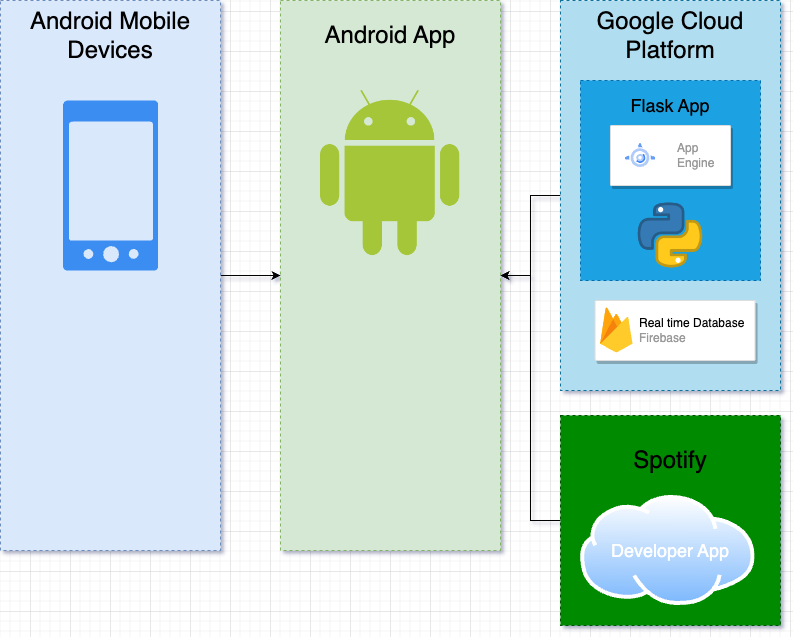 Android Mobile
Devices
Android App
Google Cloud
Platform
Flask App
App
Engine
Real time Database
Firebase
Spotify
Developer App